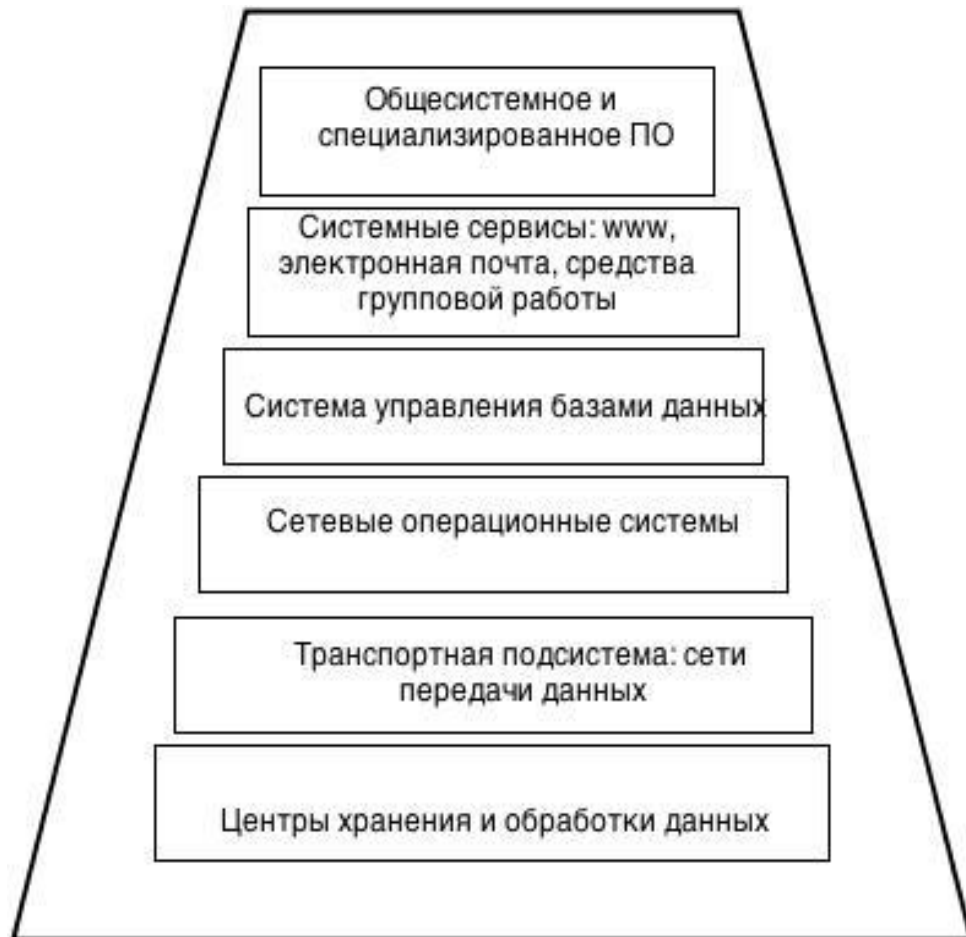 Общесистемное и
специализированное ПО
Системные сервисы: www,
электронная почта, средства
групповой работы
Система управления базами данных
Сетевые операционные системы
Транспортная подсистема: сети
передачи данных
Центры хранения и обработки данных